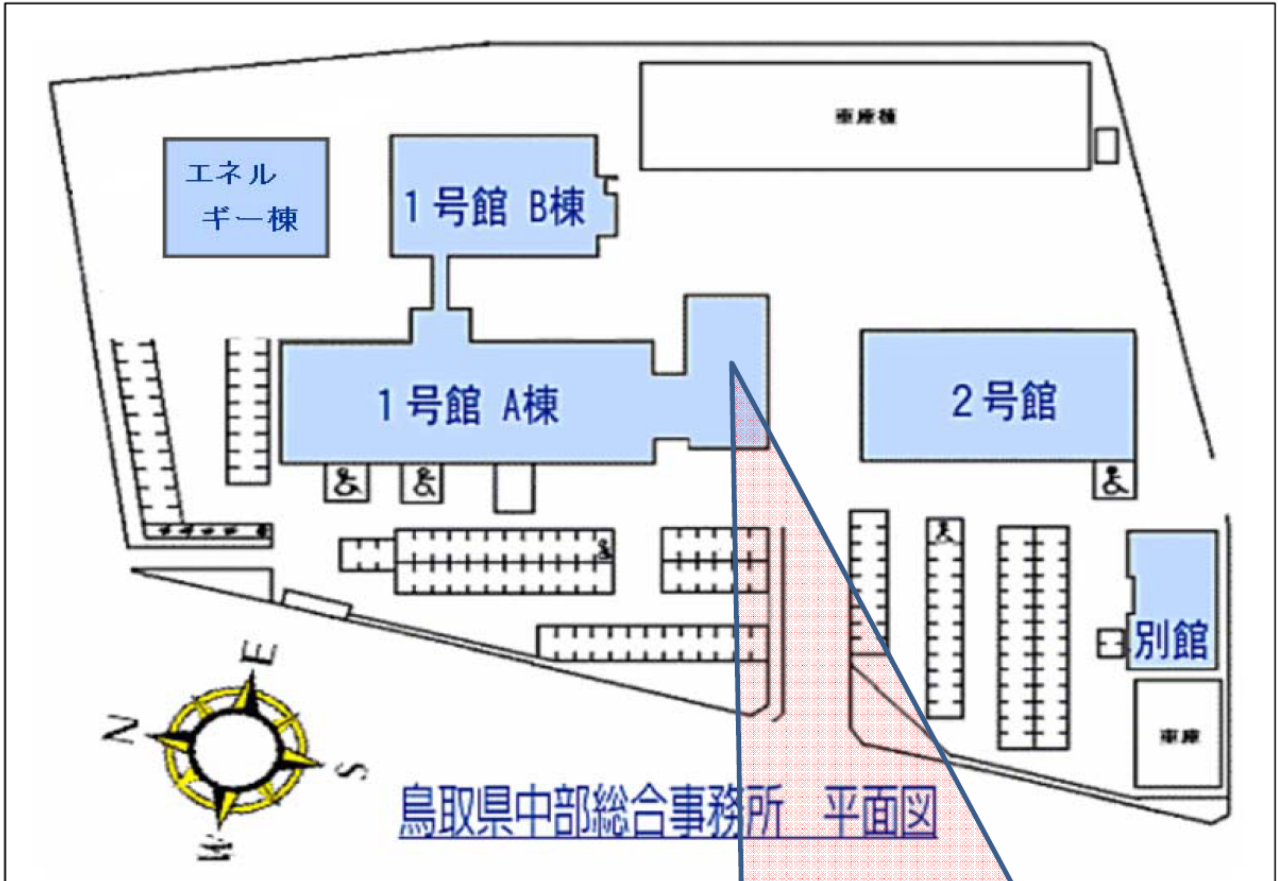 車庫棟
エネル
ギー棟
1号館 B棟
1号館 A棟
2号館
別館
車庫
E
N
S
W
鳥取県中部総合事務所 平面図